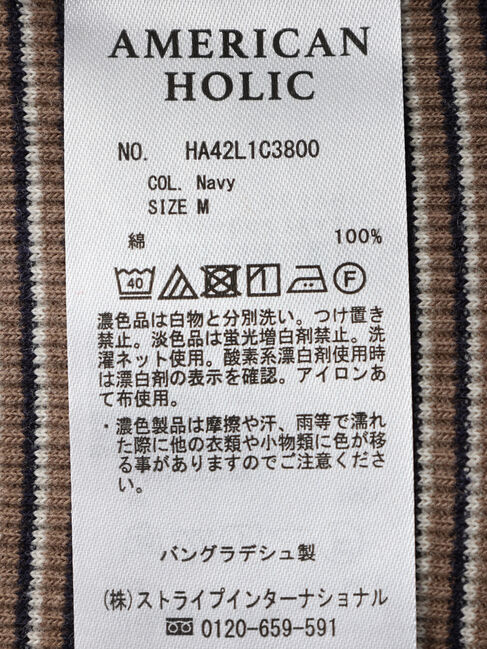 AMERICAN
HOLIC
NO. HA42L1C3800
COL. Navy
SIZE M
綿 100%
40 F
濃色品は白物と分別洗い。つけ置き
禁止。淡色品は蛍光増白剤禁止。洗
濯ネット使用。酸素系漂白剤使用時
は漂白剤の表示を確認。アイロンあ
て布使用。
・濃色製品は摩擦や汗、雨等で濡れ
た際に他の衣類や小物類に色が移
る事がありますのでご注意くださ
い。
バングラデシュ製
(株)ストライプインターナショナル
0120-659-591